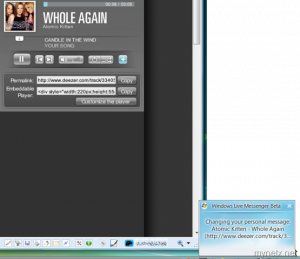 WHOLE AGAIN
Atomic Kitten
CANDLE IN THE WIND
YOUR SONG
Permalink: http://www.deezer.com/track/33407 Copy
Embeddable Player: <div style="width:220px;height:55 Copy
Customize the player
Windows Live Messenger Beta
Changing your personal message:
Atomic Kitten - Whole Again
(http://www.deezer.com/track/3...
mynetx.net